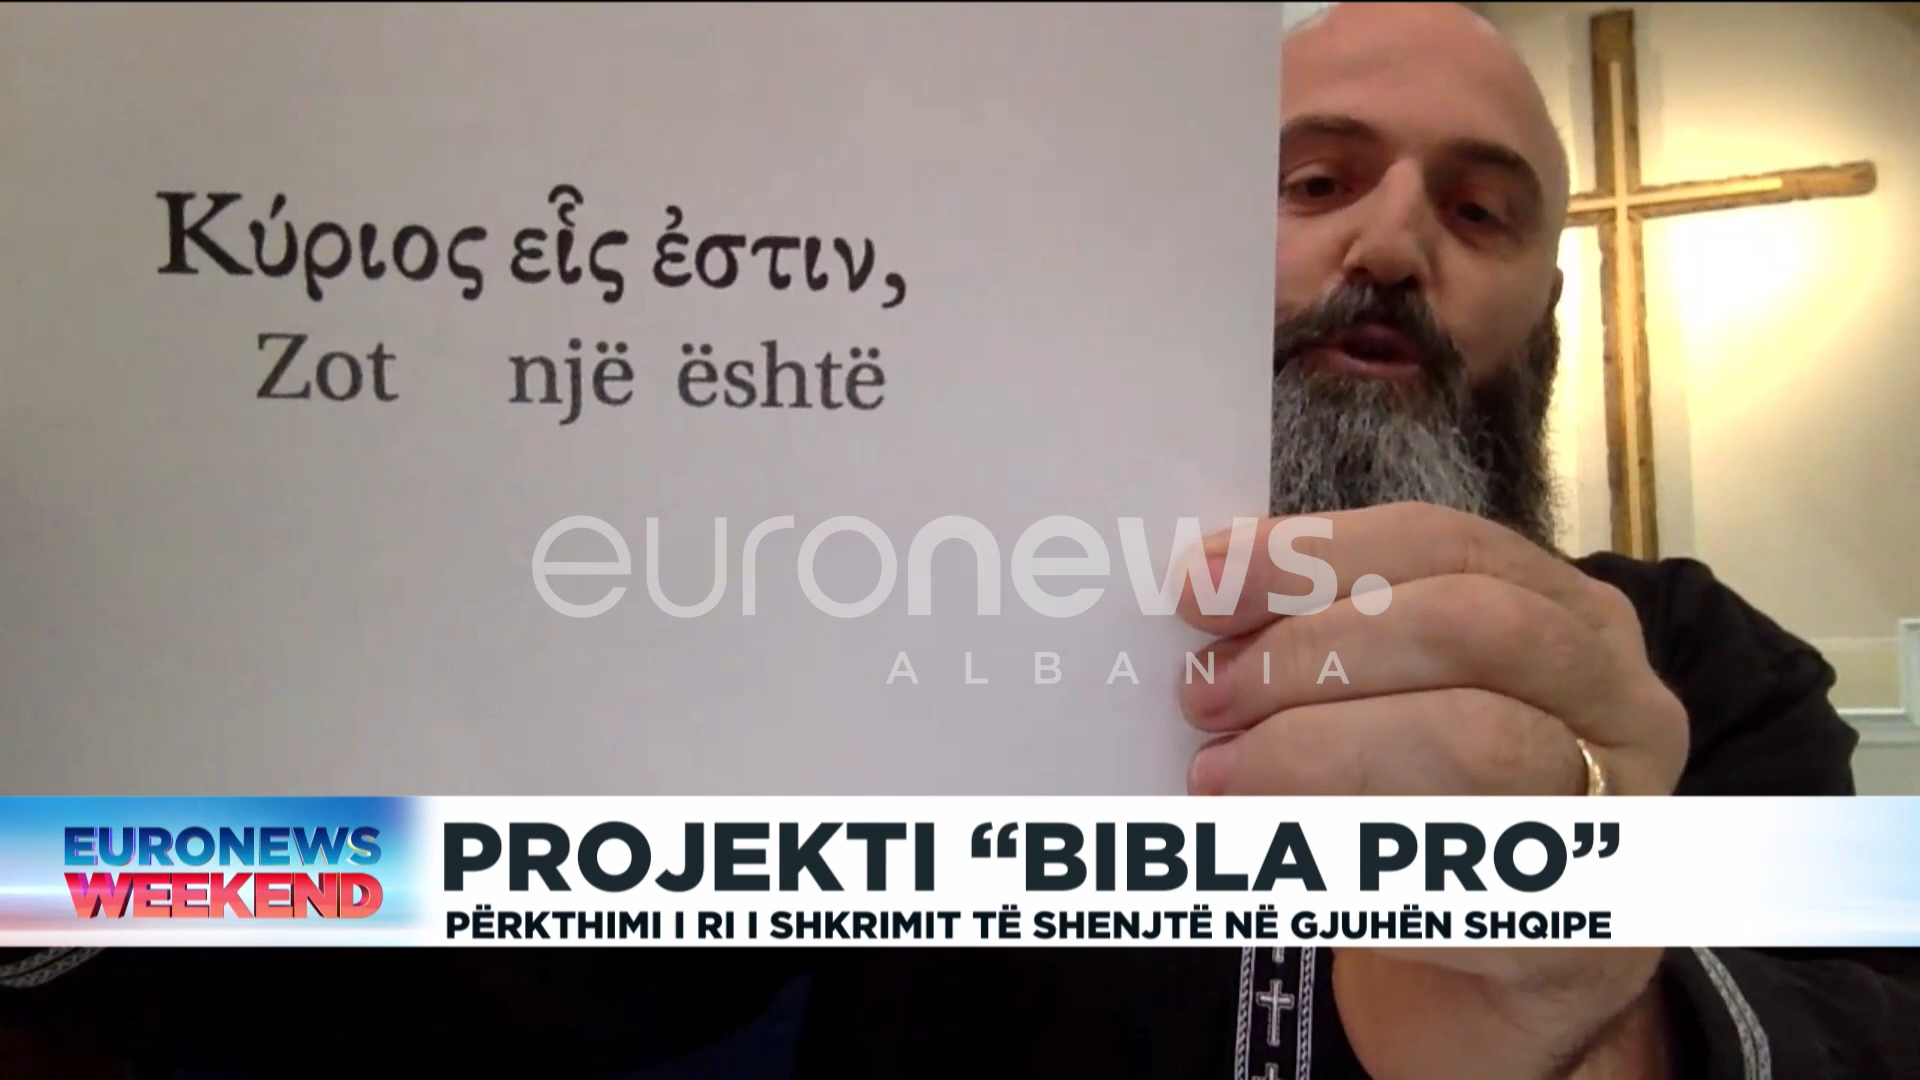 Κύριος εἷς ἐστιν,
Zot një është
euronews.
ALBANIA
EURONEWS
WEEKEND
PROJEKTI “BIBLA PRO”
PËRKTHIMI I RI I SHKRIMIT TË SHENJTË NË GJUHËN SHQIPE